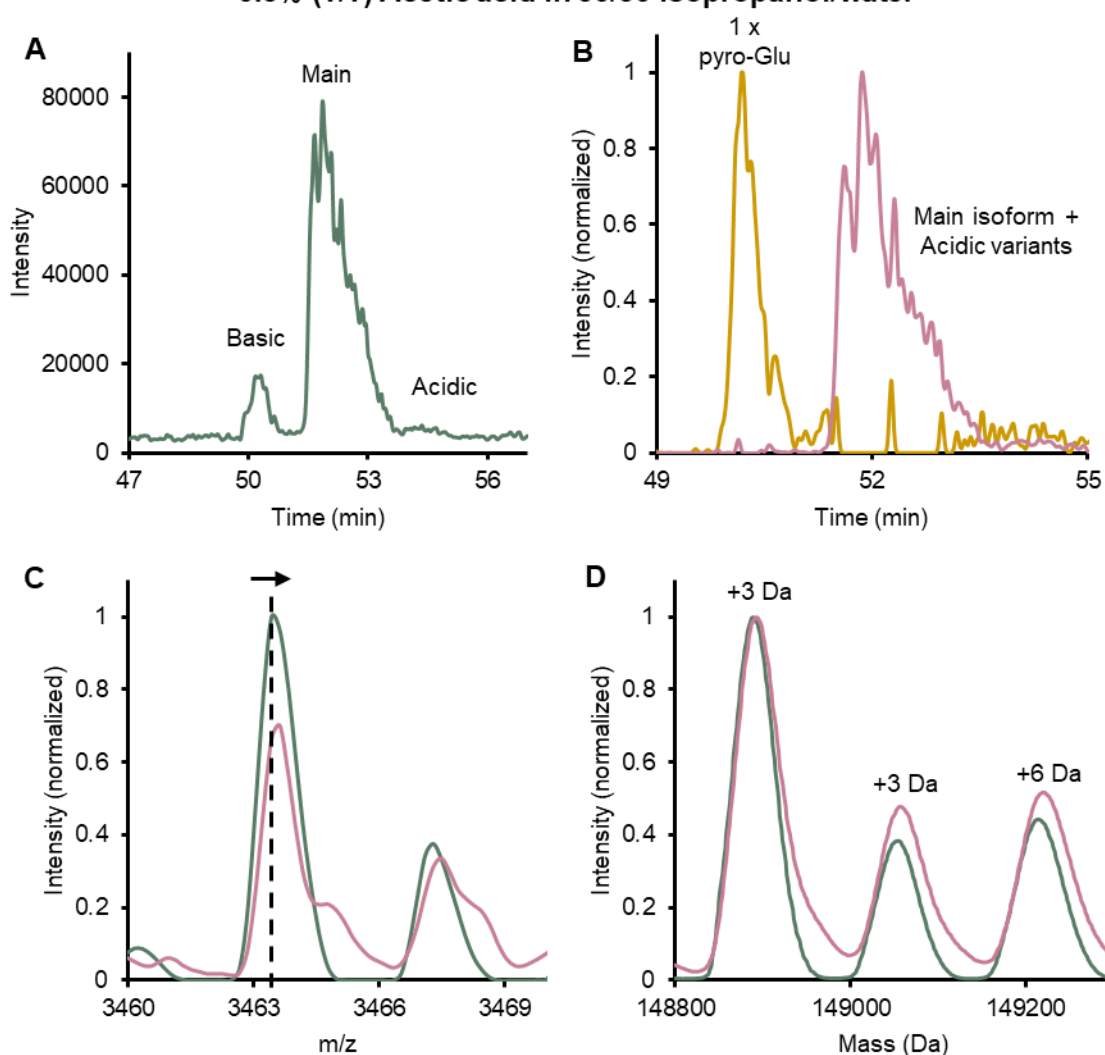 A
Main
Basic
Acidic
Intensity
80000
60000
40000
20000
0
47
50
53
56
Time (min)
B
1 x
pyro-Glu
Main isoform +
Acidic variants
Intensity (normalized)
1
0.8
0.6
0.4
0.2
0
49
52
55
Time (min)
C
Intensity (normalized)
1
0.8
0.6
0.4
0.2
0
3460
3463
3466
3469
m/z
D
+3 Da
+3 Da
+6 Da
Intensity (normalized)
1
0.8
0.6
0.4
0.2
0
148800
149000
149200
Mass (Da)